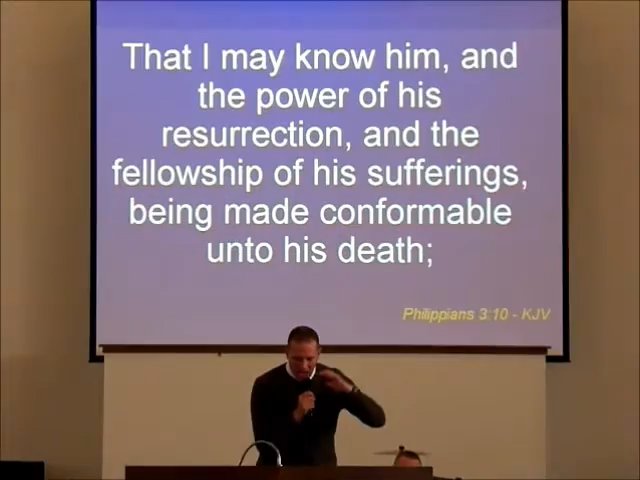 That I may know him, and
the power of his
resurrection, and the
fellowship of his sufferings,
being made conformable
unto his death;
Philippians 3:10 - KJV